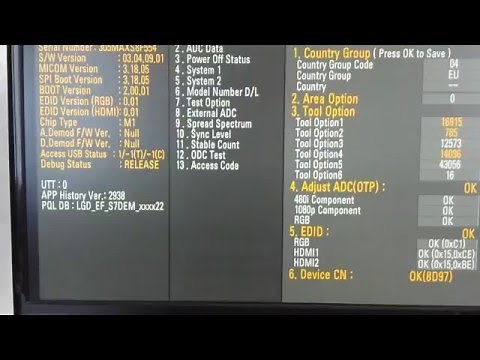 Serial Number : 305MAXS8F554
S/W Version : 03,04,09,01
MICOM Version : 3,18,05
SPI Boot Version : 3,18,05
BOOT Version : 2,00,01
EDID Version (RGB) : 0,01
EDID Version (HDMI) : 0,01
Chip Type : M1
A.Demod F/W Ver. : Null
D.Demod F/W Ver. : Null
Access USB Status : 1/-1(T)/-1(C)
Debug Status : RELEASE
UTT : 0
APP History Ver.: 2938
PQL DB : LGD_EF_S7DEM_xxxx22
2 . ADC Data
3 . Power Off Status
4 . System 1
5 . System 2
6 . Model Number D/L
7 . Test Option
8 . External ADC
9 . Spread Spectrum
10 . Sync Level
11 . Stable Count
12 . ODC Test
13 . Access Code
1. Country Group ( Press OK to Save )
Country Group Code 04
Country Group EU
Country ---
2. Area Option 0
3. Tool Option
Tool Option1 16915
Tool Option2 785
Tool Option3 12573
Tool Option4 14096
Tool Option5 43056
Tool Option6 16
4. Adjust ADC(OTP) : OK
480i Component OK
1080p Component OK
RGB OK
5. EDID : OK
RGB OK (0xC1)
HDMI1 OK (0x15,0xCE)
HDMI2 OK (0x15,0xBE)
6. Device CN : OK(8D97)